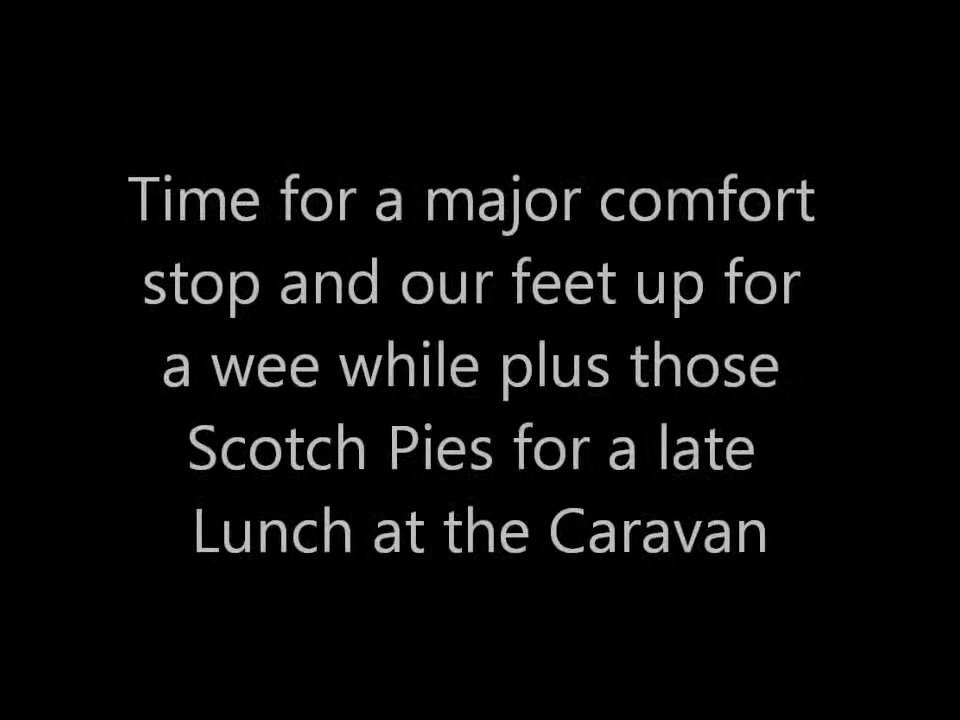 Time for a major comfort
stop and our feet up for
a wee while plus those
Scotch Pies for a late
Lunch at the Caravan